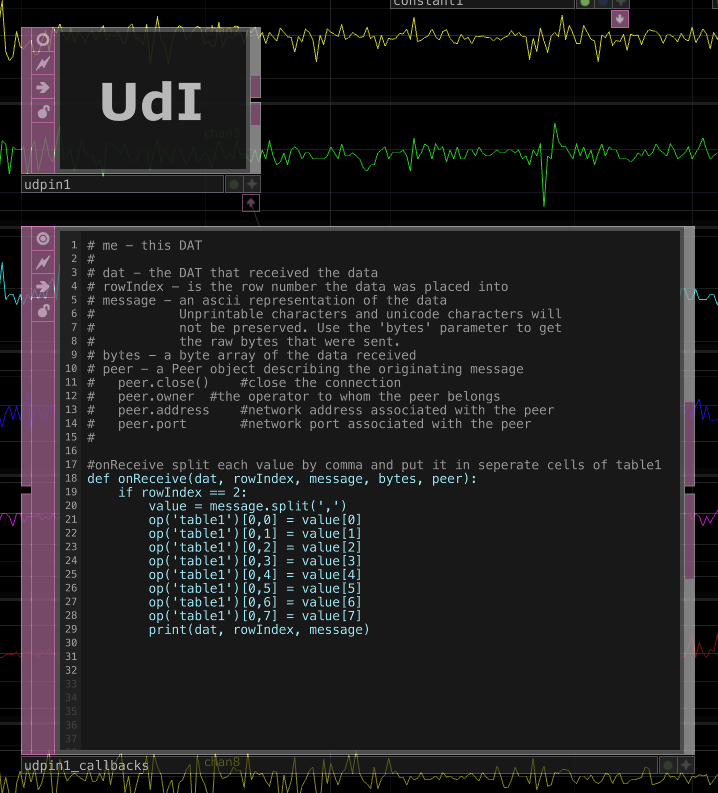 constant1
UdI
chan3
udpin1
1 # me - this DAT
2 #
3 # dat - the DAT that received the data
4 # rowIndex - is the row number the data was placed into
5 # message - an ascii representation of the data
6 #           Unprintable characters and unicode characters will
7 #           not be preserved. Use the 'bytes' parameter to get
8 #           the raw bytes that were sent.
9 # bytes - a byte array of the data received
10 # peer - a Peer object describing the originating message
11 #   peer.close()    #close the connection
12 #   peer.owner  #the operator to whom the peer belongs
13 #   peer.address    #network address associated with the peer
14 #   peer.port       #network port associated with the peer
15 #
16
17 #onReceive split each value by comma and put it in seperate cells of table1
18 def onReceive(dat, rowIndex, message, bytes, peer):
19     if rowIndex == 2:
20         value = message.split(',')
21         op('table1')[0,0] = value[0]
22         op('table1')[0,1] = value[1]
23         op('table1')[0,2] = value[2]
24         op('table1')[0,3] = value[3]
25         op('table1')[0,4] = value[4]
26         op('table1')[0,5] = value[5]
27         op('table1')[0,6] = value[6]
28         op('table1')[0,7] = value[7]
29         print(dat, rowIndex, message)
30
31
32
33
34
35
36
37
udpin1_callbacks
chan8